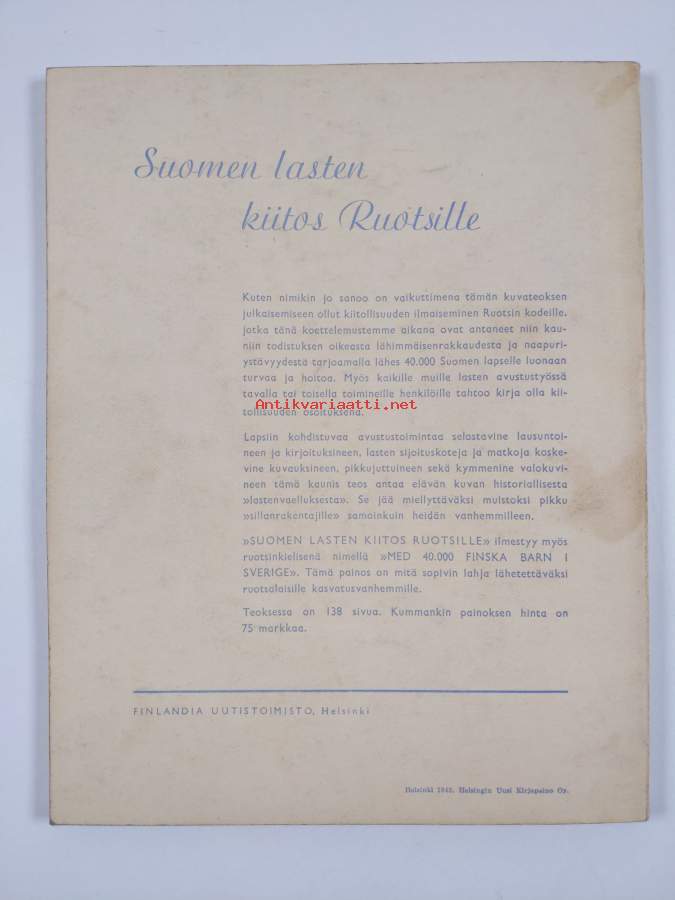 Suomen lasten
kiitos Ruotsille
Kuten nimikin jo sanoo on vaikuttimena tämän kuvateoksen
julkaisemiseen ollut kiitollisuuden ilmaiseminen Ruotsin kodeille,
jotka tänä koettelemustemme aikana ovat antaneet niin kau-
niin todistuksen oikeasta lähimmäisenrakkaudesta ja naapuri-
ystävyydestä tarjoamalla lähes 40.000 Suomen lapselle luonaan
turvaa ja hoitoa. Myös kaikille muille lasten avustustyössä
tavalla tai toisella toimineille henkilöille tahtoo kirja olla kii-
Antikvariaatti.net
tollisuuden osoituksena.
Lapsiin kohdistuvaa avustustoimintaa selostavine lausuntoi-
neen ja kirjoituksineen, lasten sijoituskoteja ja matkoja koske-
vine kuvauksineen, pikkujuttuineen sekä kymmenine valokuvi-
neen tämä kaunis teos antaa elävän kuvan historiallisesta
»lastenvaelluksesta». Se jää miellyttäväksi muistoksi pikku
»sillanrakentajille» samoinkuin heidän vanhemmilleen.
»SUOMEN LASTEN KIITOS RUOTSILLE» ilmestyy myös
ruotsinkielisenä nimellä »MED 40.000 FINSKA BARN I
SVERIGE». Tämä painos on mitä sopivin lahja lähetettäväksi
ruotsalaisille kasvatusvanhemmille.
Teoksessa on 138 sivua. Kummankin painoksen hinta on
75 markkaa.
FINLANDIA UUTISTOIMISTO, Helsinki
Helsinki Helsingin Uusi Kirjapaino Oy.